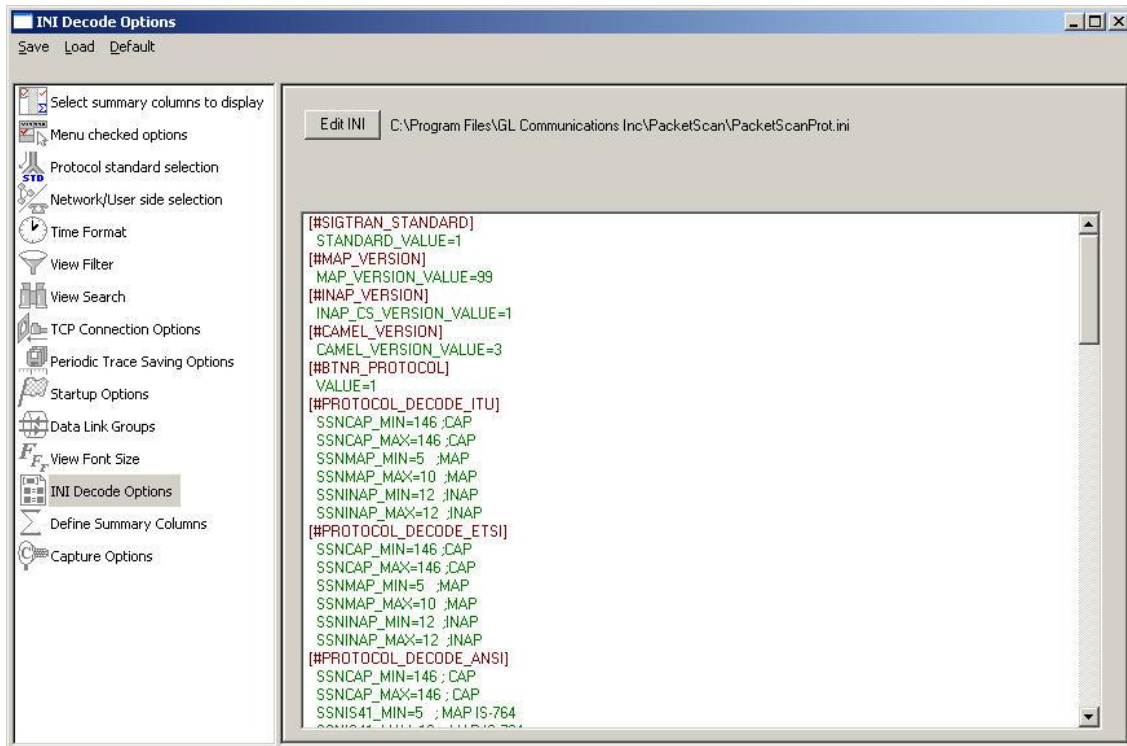 INI Decode Options
Save Load Default
Select summary columns to display
Menu checked options
STD Protocol standard selection
Network/User side selection
Time Format
View Filter
View Search
TCP Connection Options
Periodic Trace Saving Options
Startup Options
Data Link Groups
View Font Size
INI Decode Options
Define Summary Columns
Capture Options
Edit INI C:\Program Files\GL Communications Inc\PacketScan\PacketScanProt.ini
[#SIGTRAN_STANDARD]
STANDARD_VALUE=1
[#MAP_VERSION]
MAP_VERSION_VALUE=99
[#INAP_VERSION]
INAP_CS_VERSION_VALUE=1
[#CAMEL_VERSION]
CAMEL_VERSION_VALUE=3
[#BTNR_PROTOCOL]
VALUE=1
[#PROTOCOL_DECODE_ITU]
SSNCAP_MIN=146 ;CAP
SSNCAP_MAX=146 ;CAP
SSNMAP_MIN=5 ;MAP
SSNMAP_MAX=10 ;MAP
SSNINAP_MIN=12 ;INAP
SSNINAP_MAX=12 ;INAP
[#PROTOCOL_DECODE_ETSI]
SSNCAP_MIN=146 ;CAP
SSNCAP_MAX=146 ;CAP
SSNMAP_MIN=5 ;MAP
SSNMAP_MAX=10 ;MAP
SSNINAP_MIN=12 ;INAP
SSNINAP_MAX=12 ;INAP
[#PROTOCOL_DECODE_ANSI]
SSNCAP_MIN=146 ; CAP
SSNCAP_MAX=146 ; CAP
SSNIS41_MIN=5 ; MAP IS-764